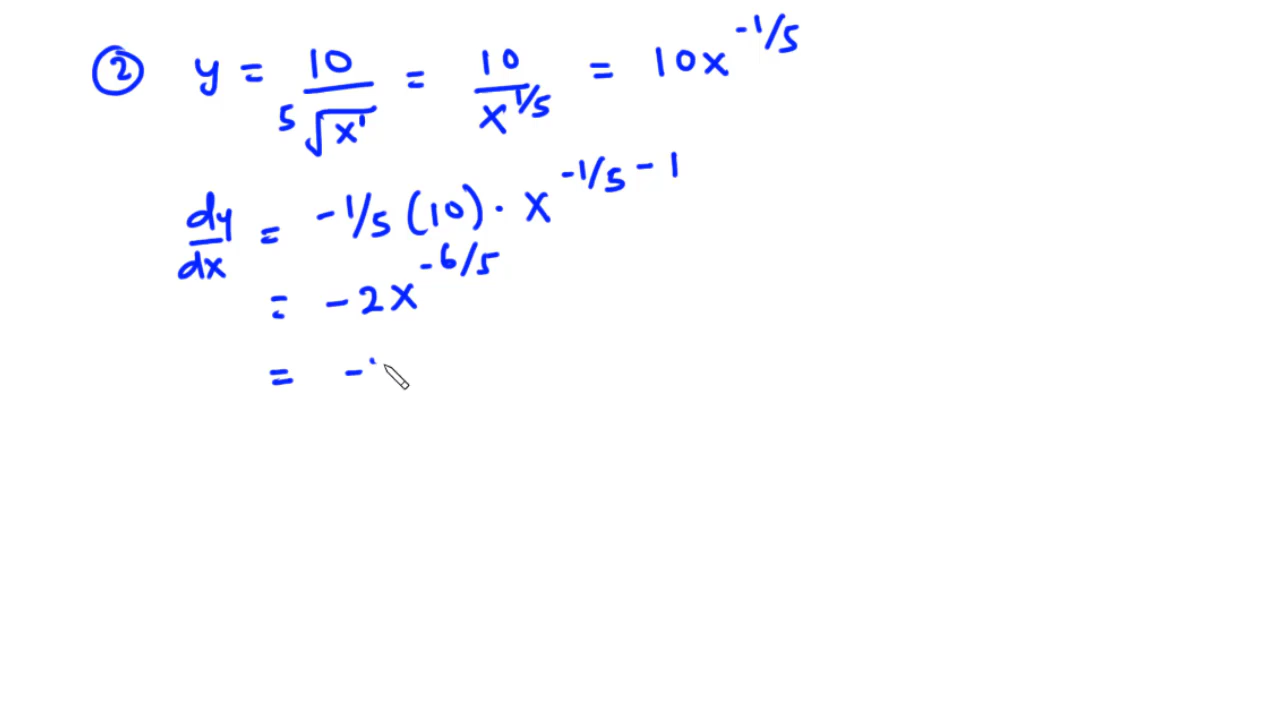 ② y = 10/⁵√x¹ = 10/x^1/5 = 10x^-1/5
dy/dx = -1/5 (10) · x^-1/5 - 1
= -2x^-6/5
= -